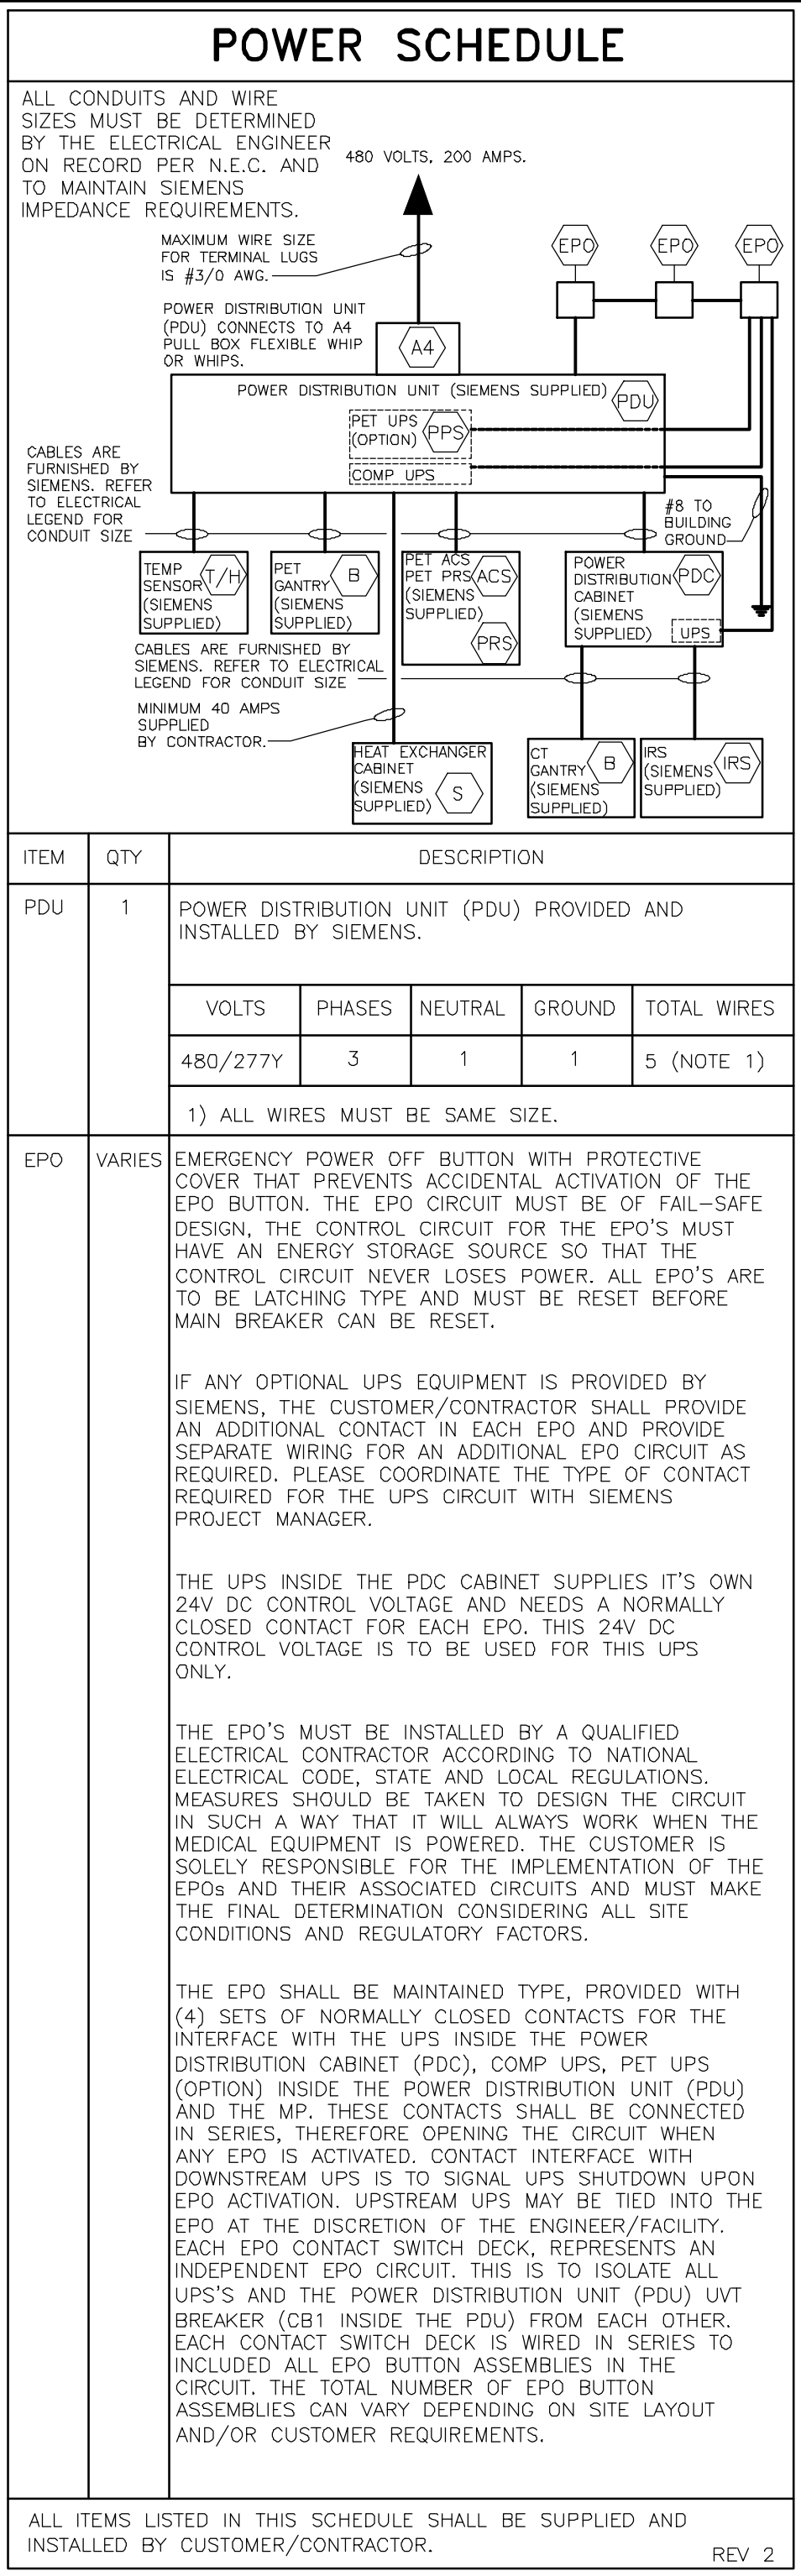 POWER SCHEDULE
ALL CONDUITS AND WIRE
SIZES MUST BE DETERMINED
BY THE ELECTRICAL ENGINEER
ON RECORD PER N.E.C. AND
TO MAINTAIN SIEMENS
IMPEDANCE REQUIREMENTS.
480 VOLTS, 200 AMPS.
MAXIMUM WIRE SIZE
FOR TERMINAL LUGS
IS #3/0 AWG.
EPO
EPO
EPO
POWER DISTRIBUTION UNIT
(PDU) CONNECTS TO A4
PULL BOX FLEXIBLE WHIP
OR WHIPS.
A4
POWER DISTRIBUTION UNIT (SIEMENS SUPPLIED)
PDU
PET UPS
(OPTION)
PPS
COMP UPS
CABLES ARE
FURNISHED BY
SIEMENS. REFER
TO ELECTRICAL
LEGEND FOR
CONDUIT SIZE
#8 TO
BUILDING
GROUND
TEMP
SENSOR
(SIEMENS
SUPPLIED)
T/H
PET
GANTRY
(SIEMENS
SUPPLIED)
B
PET ACS
PET PRS
(SIEMENS
SUPPLIED)
ACS
PRS
POWER
DISTRIBUTION
CABINET
(SIEMENS
SUPPLIED)
PDC
UPS
CABLES ARE FURNISHED BY
SIEMENS. REFER TO ELECTRICAL
LEGEND FOR CONDUIT SIZE
MINIMUM 40 AMPS
SUPPLIED
BY CONTRACTOR.
HEAT EXCHANGER
CABINET
(SIEMENS
SUPPLIED)
S
CT
GANTRY
(SIEMENS
SUPPLIED)
B
IRS
(SIEMENS
SUPPLIED)
IRS
ITEM QTY DESCRIPTION
PDU 1 POWER DISTRIBUTION UNIT (PDU) PROVIDED AND
INSTALLED BY SIEMENS.
VOLTS PHASES NEUTRAL GROUND TOTAL WIRES
480/277Y 3 1 1 5 (NOTE 1)
1) ALL WIRES MUST BE SAME SIZE.
EPO VARIES EMERGENCY POWER OFF BUTTON WITH PROTECTIVE
COVER THAT PREVENTS ACCIDENTAL ACTIVATION OF THE
EPO BUTTON. THE EPO CIRCUIT MUST BE OF FAIL-SAFE
DESIGN, THE CONTROL CIRCUIT FOR THE EPO'S MUST
HAVE AN ENERGY STORAGE SOURCE SO THAT THE
CONTROL CIRCUIT NEVER LOSES POWER. ALL EPO'S ARE
TO BE LATCHING TYPE AND MUST BE RESET BEFORE
MAIN BREAKER CAN BE RESET.
IF ANY OPTIONAL UPS EQUIPMENT IS PROVIDED BY
SIEMENS, THE CUSTOMER/CONTRACTOR SHALL PROVIDE
AN ADDITIONAL CONTACT IN EACH EPO AND PROVIDE
SEPARATE WIRING FOR AN ADDITIONAL EPO CIRCUIT AS
REQUIRED. PLEASE COORDINATE THE TYPE OF CONTACT
REQUIRED FOR THE UPS CIRCUIT WITH SIEMENS
PROJECT MANAGER.
THE UPS INSIDE THE PDC CABINET SUPPLIES IT'S OWN
24V DC CONTROL VOLTAGE AND NEEDS A NORMALLY
CLOSED CONTACT FOR EACH EPO. THIS 24V DC
CONTROL VOLTAGE IS TO BE USED FOR THIS UPS
ONLY.
THE EPO'S MUST BE INSTALLED BY A QUALIFIED
ELECTRICAL CONTRACTOR ACCORDING TO NATIONAL
ELECTRICAL CODE, STATE AND LOCAL REGULATIONS.
MEASURES SHOULD BE TAKEN TO DESIGN THE CIRCUIT
IN SUCH A WAY THAT IT WILL ALWAYS WORK WHEN THE
MEDICAL EQUIPMENT IS POWERED. THE CUSTOMER IS
SOLELY RESPONSIBLE FOR THE IMPLEMENTATION OF THE
EPOs AND THEIR ASSOCIATED CIRCUITS AND MUST MAKE
THE FINAL DETERMINATION CONSIDERING ALL SITE
CONDITIONS AND REGULATORY FACTORS.
THE EPO SHALL BE MAINTAINED TYPE, PROVIDED WITH
(4) SETS OF NORMALLY CLOSED CONTACTS FOR THE
INTERFACE WITH THE UPS INSIDE THE POWER
DISTRIBUTION CABINET (PDC), COMP UPS, PET UPS
(OPTION) INSIDE THE POWER DISTRIBUTION UNIT (PDU)
AND THE MP. THESE CONTACTS SHALL BE CONNECTED
IN SERIES, THEREFORE OPENING THE CIRCUIT WHEN
ANY EPO IS ACTIVATED. CONTACT INTERFACE WITH
DOWNSTREAM UPS IS TO SIGNAL UPS SHUTDOWN UPON
EPO ACTIVATION. UPSTREAM UPS MAY BE TIED INTO THE
EPO AT THE DISCRETION OF THE ENGINEER/FACILITY.
EACH EPO CONTACT SWITCH DECK, REPRESENTS AN
INDEPENDENT EPO CIRCUIT. THIS IS TO ISOLATE ALL
UPS'S AND THE POWER DISTRIBUTION UNIT (PDU) UVT
BREAKER (CB1 INSIDE THE PDU) FROM EACH OTHER.
EACH CONTACT SWITCH DECK IS WIRED IN SERIES TO
INCLUDED ALL EPO BUTTON ASSEMBLIES IN THE
CIRCUIT. THE TOTAL NUMBER OF EPO BUTTON
ASSEMBLIES CAN VARY DEPENDING ON SITE LAYOUT
AND/OR CUSTOMER REQUIREMENTS.
ALL ITEMS LISTED IN THIS SCHEDULE SHALL BE SUPPLIED AND
INSTALLED BY CUSTOMER/CONTRACTOR.
REV 2